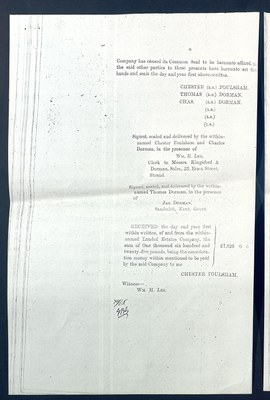 Company has caused its Common Seal to be hereunto affixed
the said other parties to these presents have hereunto set
hands and seals the day and year first above written.
CHESTER (L.S.) FOULSHAM.
THOMAS (L.S.) DORMAN.
CHAS. (L.S.) DORMAN.
(L.S.)
(L.S.)
(L.S.)
Signed, sealed and delivered by the within-
named Chester Foulsham and Charles
Dorman, in the presence of
WM. H. LEE,
Clerk to Messrs. Kingsford &
Dorman, Solrs., 23, Essex Street,
Strand.
Signed, sealed, and delivered by the within-
named Thomas Dorman, in the presence
of
JAS. DORMAN,
Sandwich, Kent,
RECEIVED the day and year first
within written, of and from the within-
named Landed Estates Company, the
sum of One thousand six hundred and
twenty-five pounds, being the considera-
tion money within mentioned to be paid
by the said Company to me
£1,625 0 0
CHESTER FOULSHAM.
Witness—
WM. H. LEE.